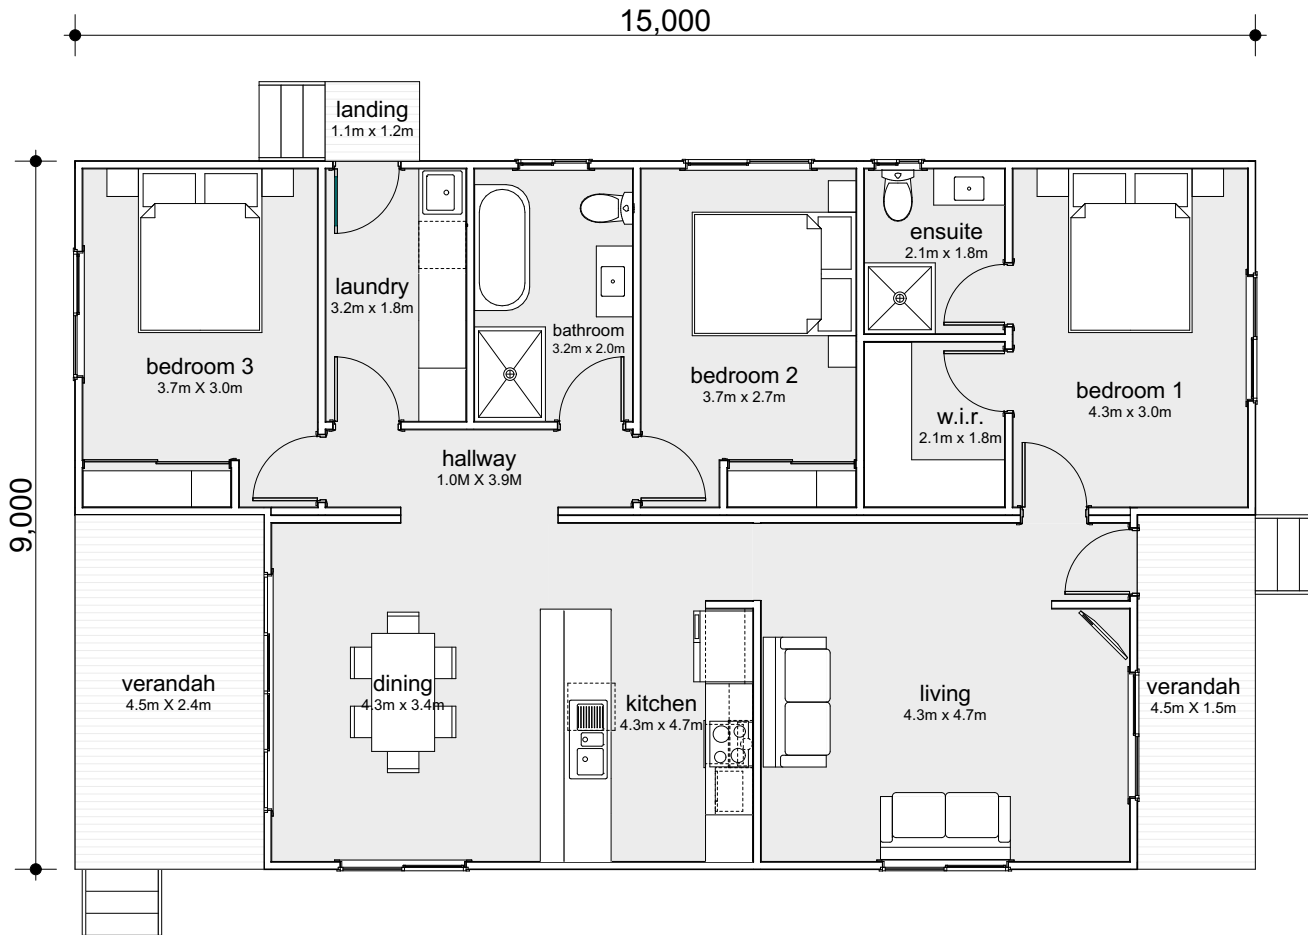 15,000
landing
1.1m x 1.2m
ensuite
2.1m x 1.8m
laundry
3.2m x 1.8m
bathroom
3.2m x 2.0m
bedroom 3
3.7m X 3.0m
bedroom 2
3.7m x 2.7m
bedroom 1
4.3m x 3.0m
w.i.r.
2.1m x 1.8m
hallway
1.0M X 3.9M
9,000
verandah
4.5m X 2.4m
dining
4.3m x 3.4m
kitchen
4.3m x 4.7m
living
4.3m x 4.7m
verandah
4.5m X 1.5m